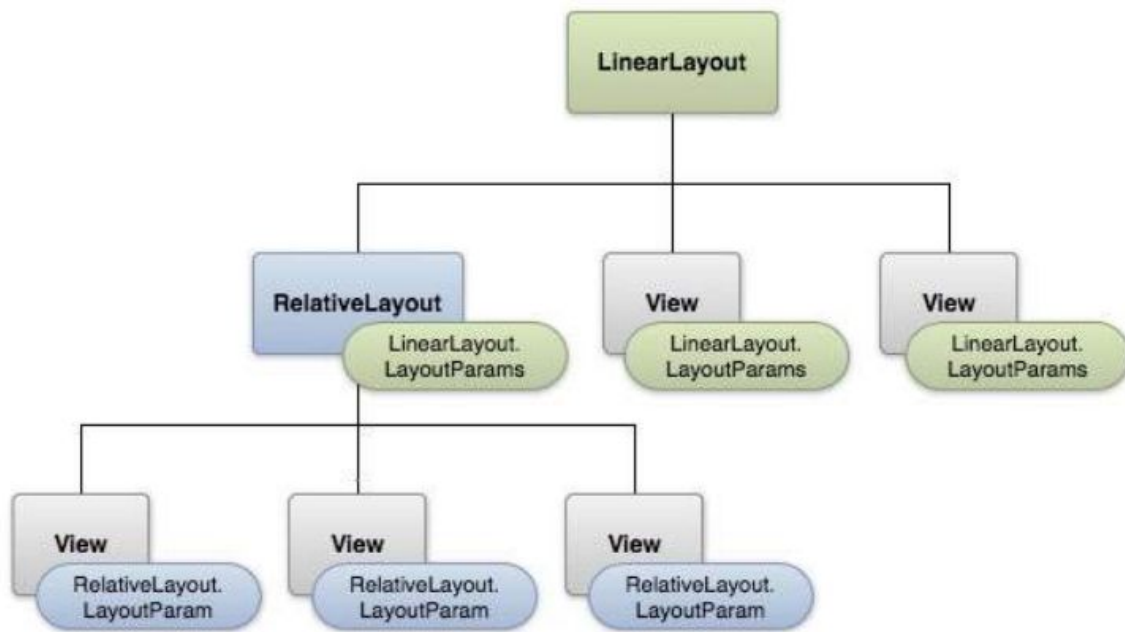 LinearLayout
RelativeLayout
LinearLayout.
LayoutParams
View
LinearLayout.
LayoutParams
View
LinearLayout.
LayoutParams
View
RelativeLayout.
LayoutParam
View
RelativeLayout.
LayoutParam
View
RelativeLayout.
LayoutParam